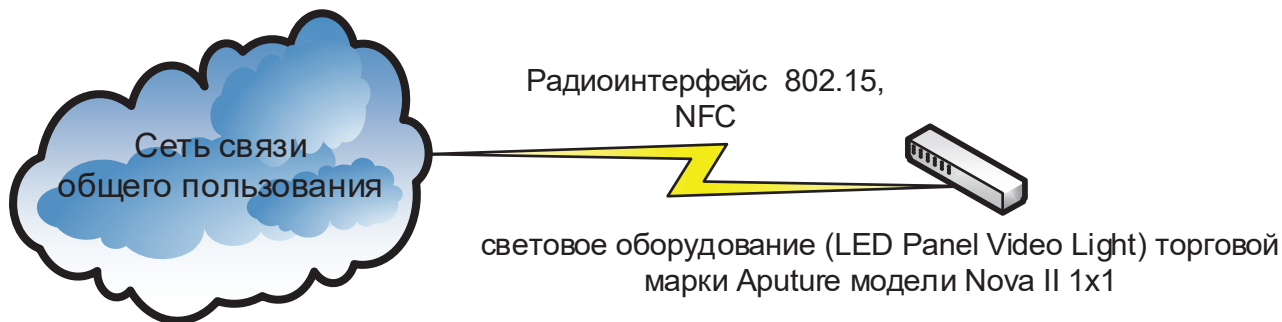 Радиоинтерфейс 802.15,
NFC
Сеть связи
общего пользования
световое оборудование (LED Panel Video Light) торговой
марки Aputure модели Nova II 1x1